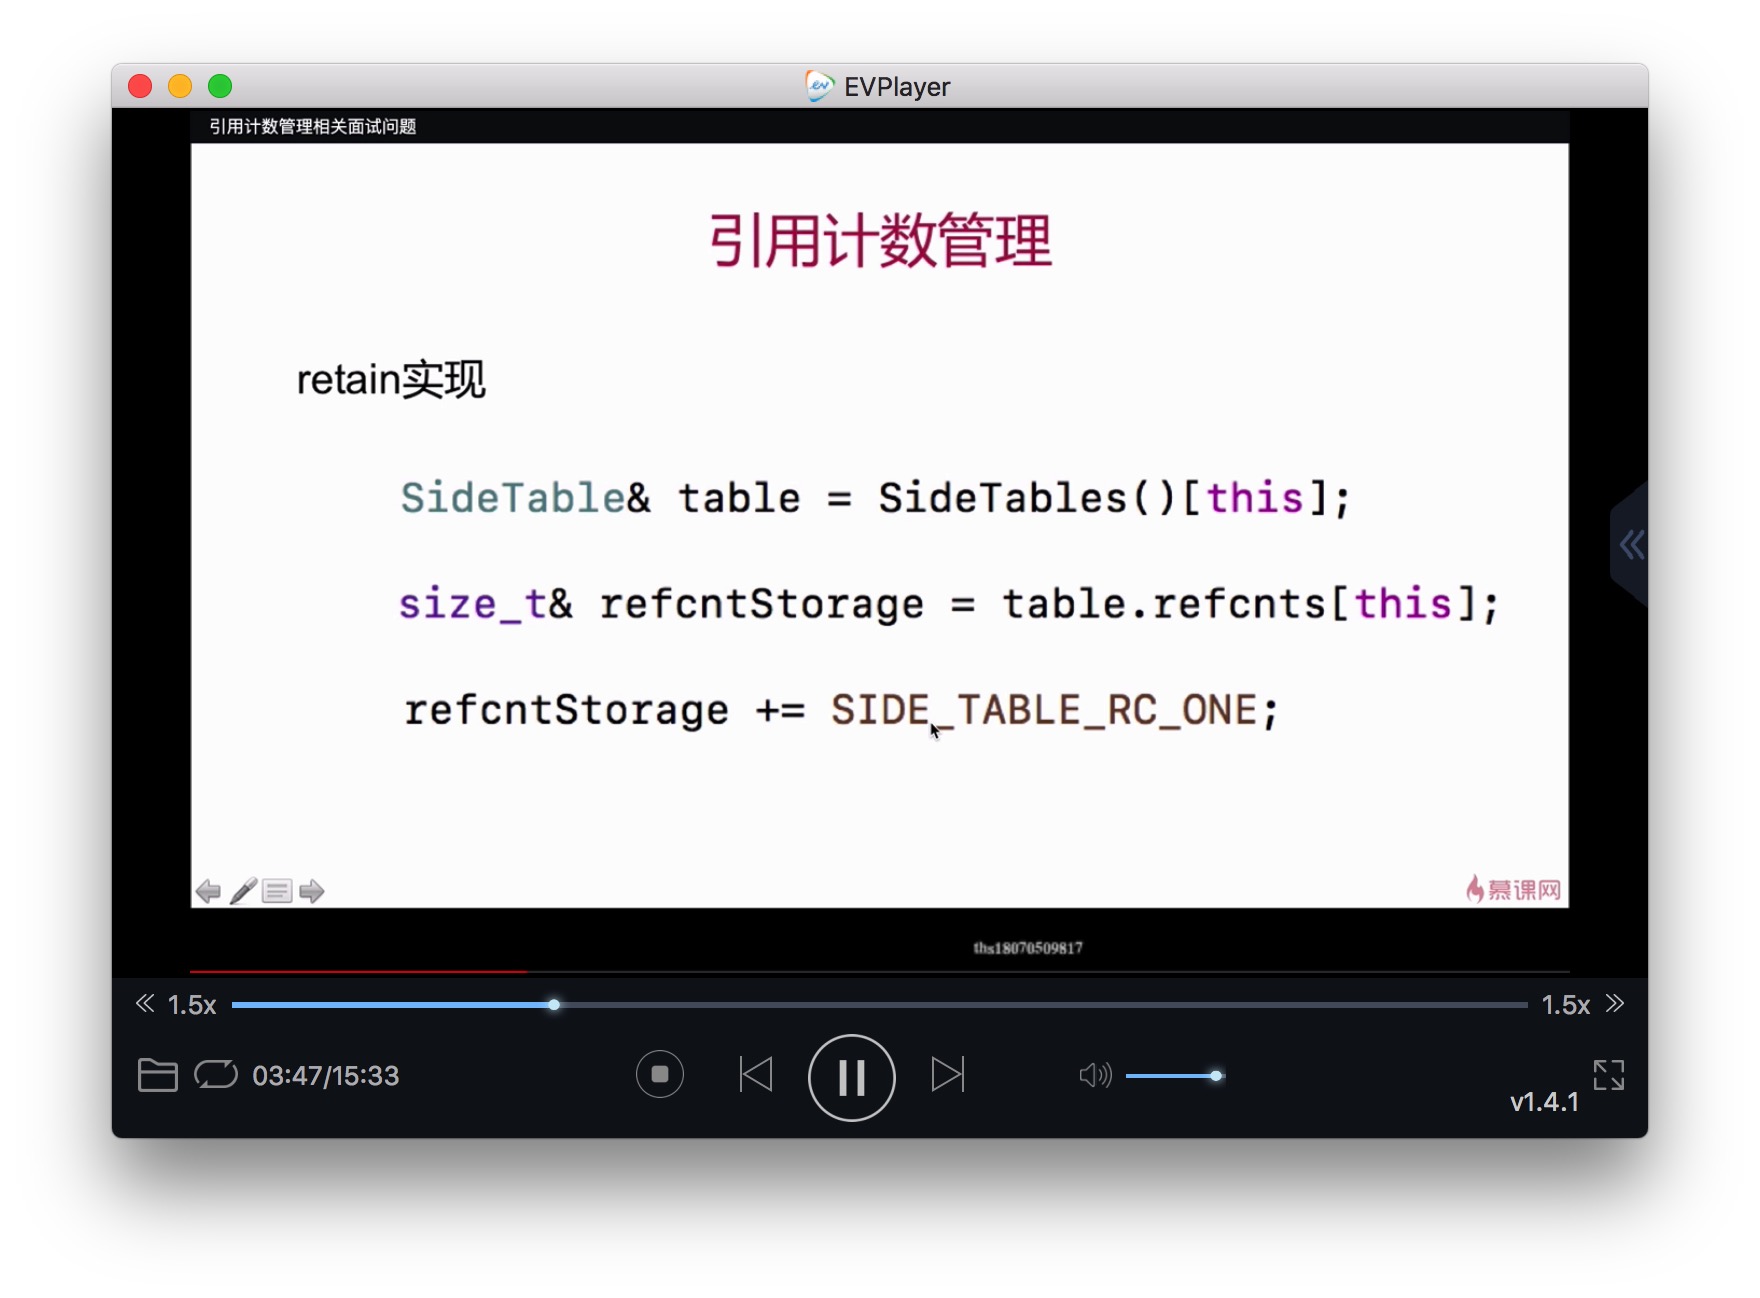 EVPlayer
引用计数管理相关面试问题
引用计数管理
retain实现
SideTable& table = SideTables()[this];
size_t& refcntStorage = table.refcnts[this];
refcntStorage += SIDE_TABLE_RC_ONE;
慕课网
ths18070509817
1.5x
1.5x
03:47/15:33
v1.4.1